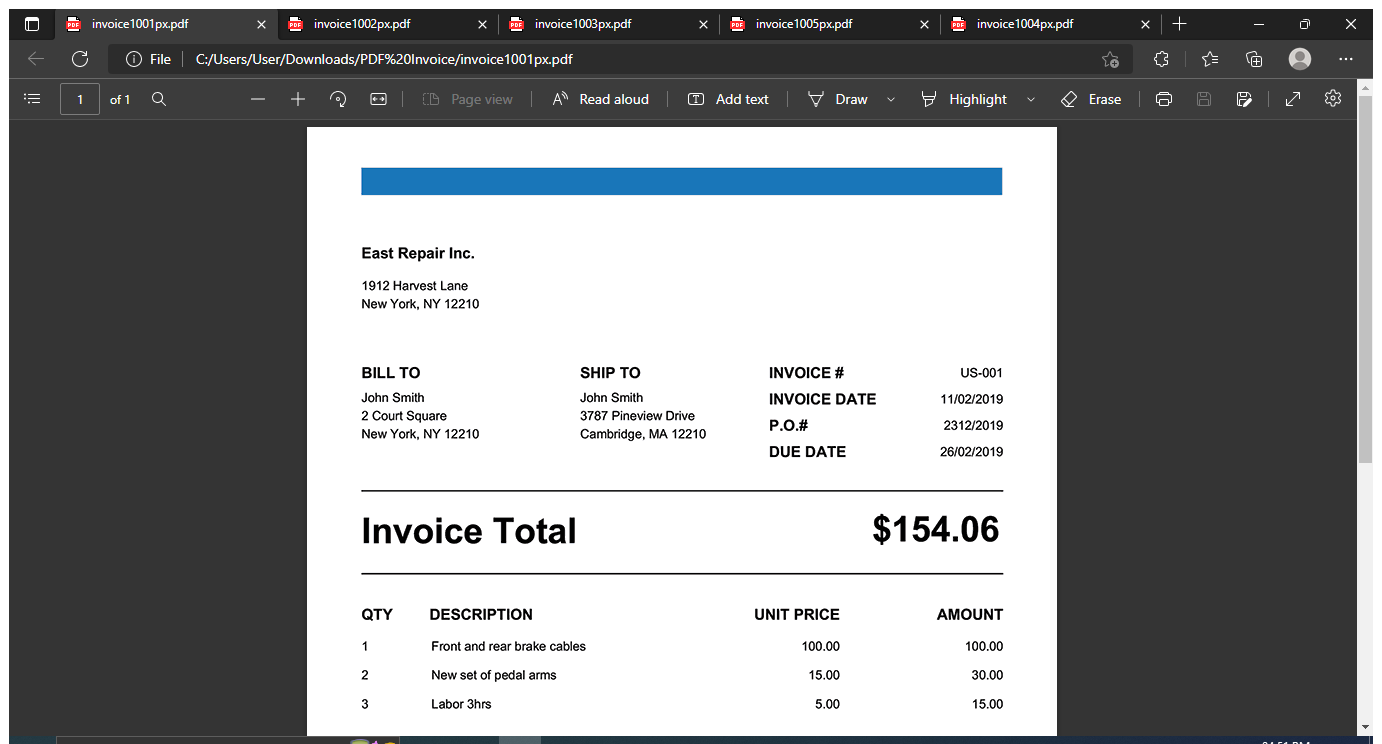 invoice1001px.pdf
invoice1002px.pdf
invoice1003px.pdf
invoice1005px.pdf
invoice1004px.pdf
File C:/Users/User/Downloads/PDF%20Invoice/invoice1001px.pdf
1 of 1 Page view Read aloud Add text Draw Highlight Erase
East Repair Inc.
1912 Harvest Lane
New York, NY 12210
BILL TO
John Smith
2 Court Square
New York, NY 12210
SHIP TO
John Smith
3787 Pineview Drive
Cambridge, MA 12210
INVOICE # US-001
INVOICE DATE 11/02/2019
P.O.# 2312/2019
DUE DATE 26/02/2019
Invoice Total $154.06
QTY DESCRIPTION UNIT PRICE AMOUNT
1 Front and rear brake cables 100.00 100.00
2 New set of pedal arms 15.00 30.00
3 Labor 3hrs 5.00 15.00